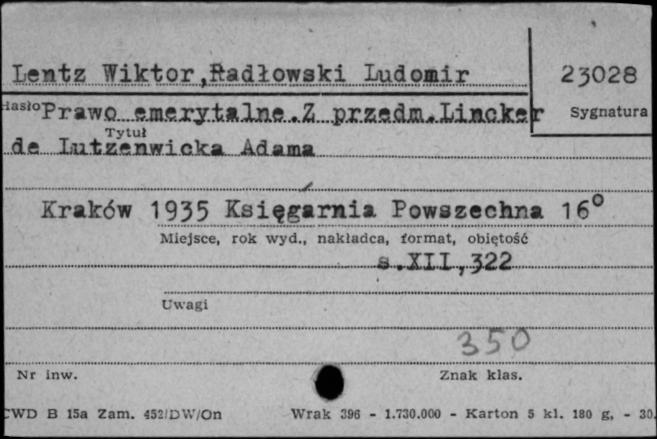 Lentz Wiktor,Radłowski Ludomir
23028
Hasło Prawo emerytalne.Z przedm.Lincker
Sygnatura
Tytuł
de Lutzenwicka Adama
Kraków 1935 Księgarnia Powszechna 16°
Miejsce, rok wyd., nakładca, format, objętość
s.XII,322
Uwagi
350
Nr inw.
Znak klas.
CWD B 15a Zam. 452/DW/On Wrak 396 - 1.730.000 - Karton 5 kl. 180 g, - 30.